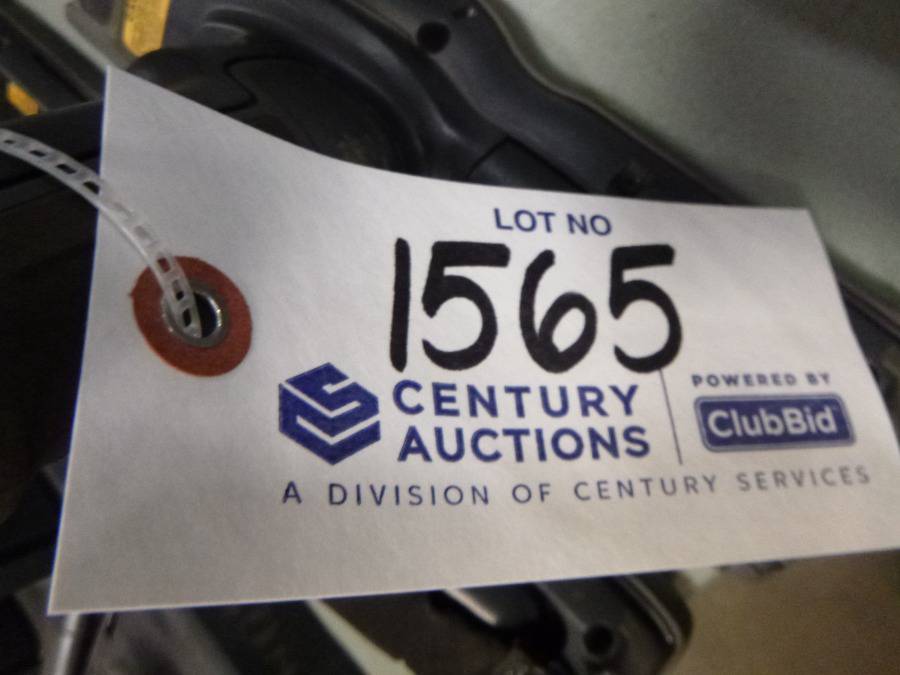 LOT NO
1565
CENTURY
AUCTIONS
POWERED BY
ClubBid
A DIVISION OF CENTURY SERVICES